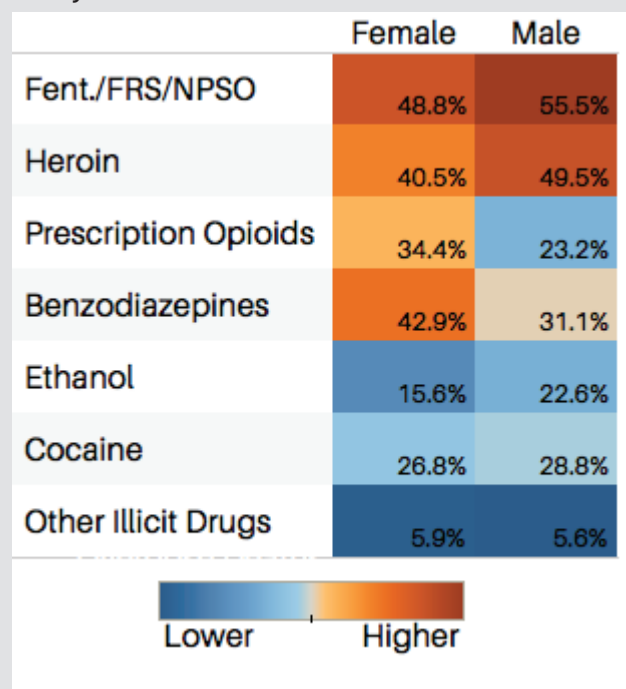 Female Male
Fent./FRS/NPSO 48.8% 55.5%
Heroin 40.5% 49.5%
Prescription Opioids 34.4% 23.2%
Benzodiazepines 42.9% 31.1%
Ethanol 15.6% 22.6%
Cocaine 26.8% 28.8%
Other Illicit Drugs 5.9% 5.6%
Lower Higher